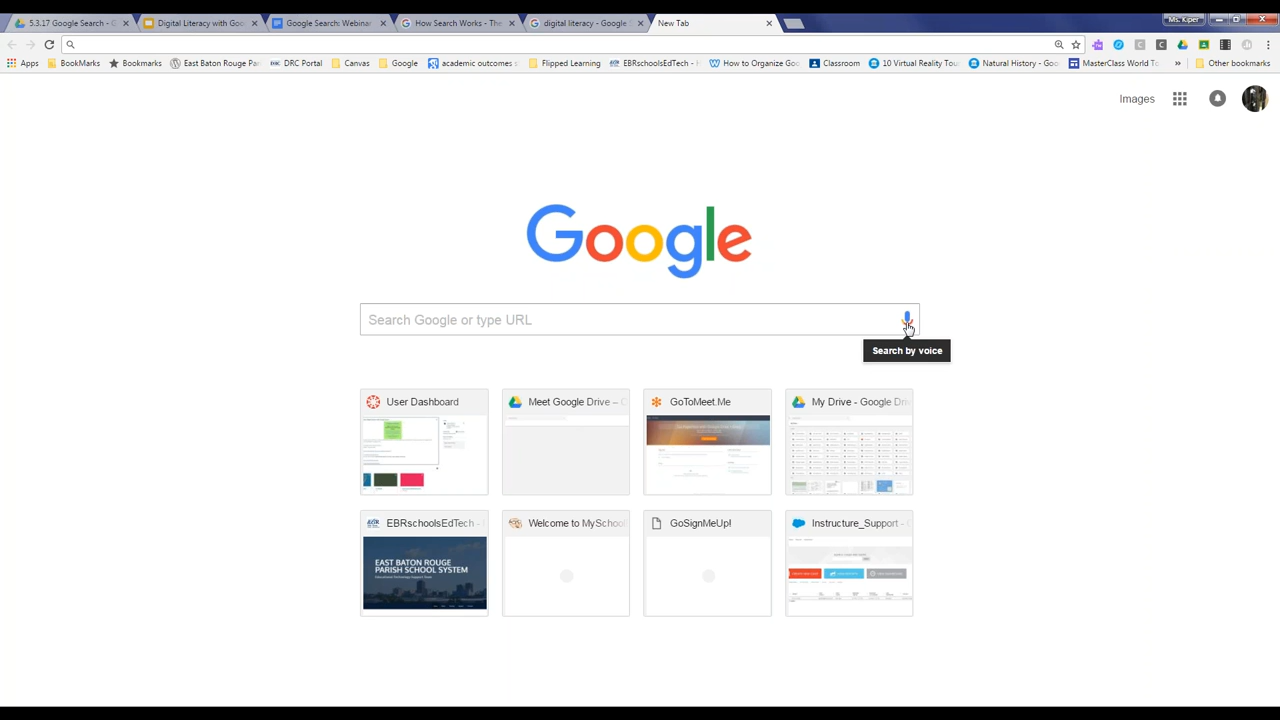 5.3.17 Google Search - G
Digital Literacy with Goo
Google Search: Webinar
How Search Works - The
digital literacy - Google S
New Tab
Ms. Kiper
Apps
BookMarks
Bookmarks
East Baton Rouge Par
DRC Portal
Canvas
Google
academic outcomes s
Flipped Learning
EBRschoolsEdTech - H
How to Organize Goo
Classroom
10 Virtual Reality Tou
Natural History - Goo
MasterClass World To
»
Other bookmarks
Images
Google
Search Google or type URL
Search by voice
User Dashboard
Meet Google Drive –
GoToMeet.Me
My Drive - Google Driv
EBRschoolsEdTech -
Welcome to MySchool
GoSignMeUp!
Instructure_Support -
EAST BATON ROUGE
PARISH SCHOOL SYSTEM